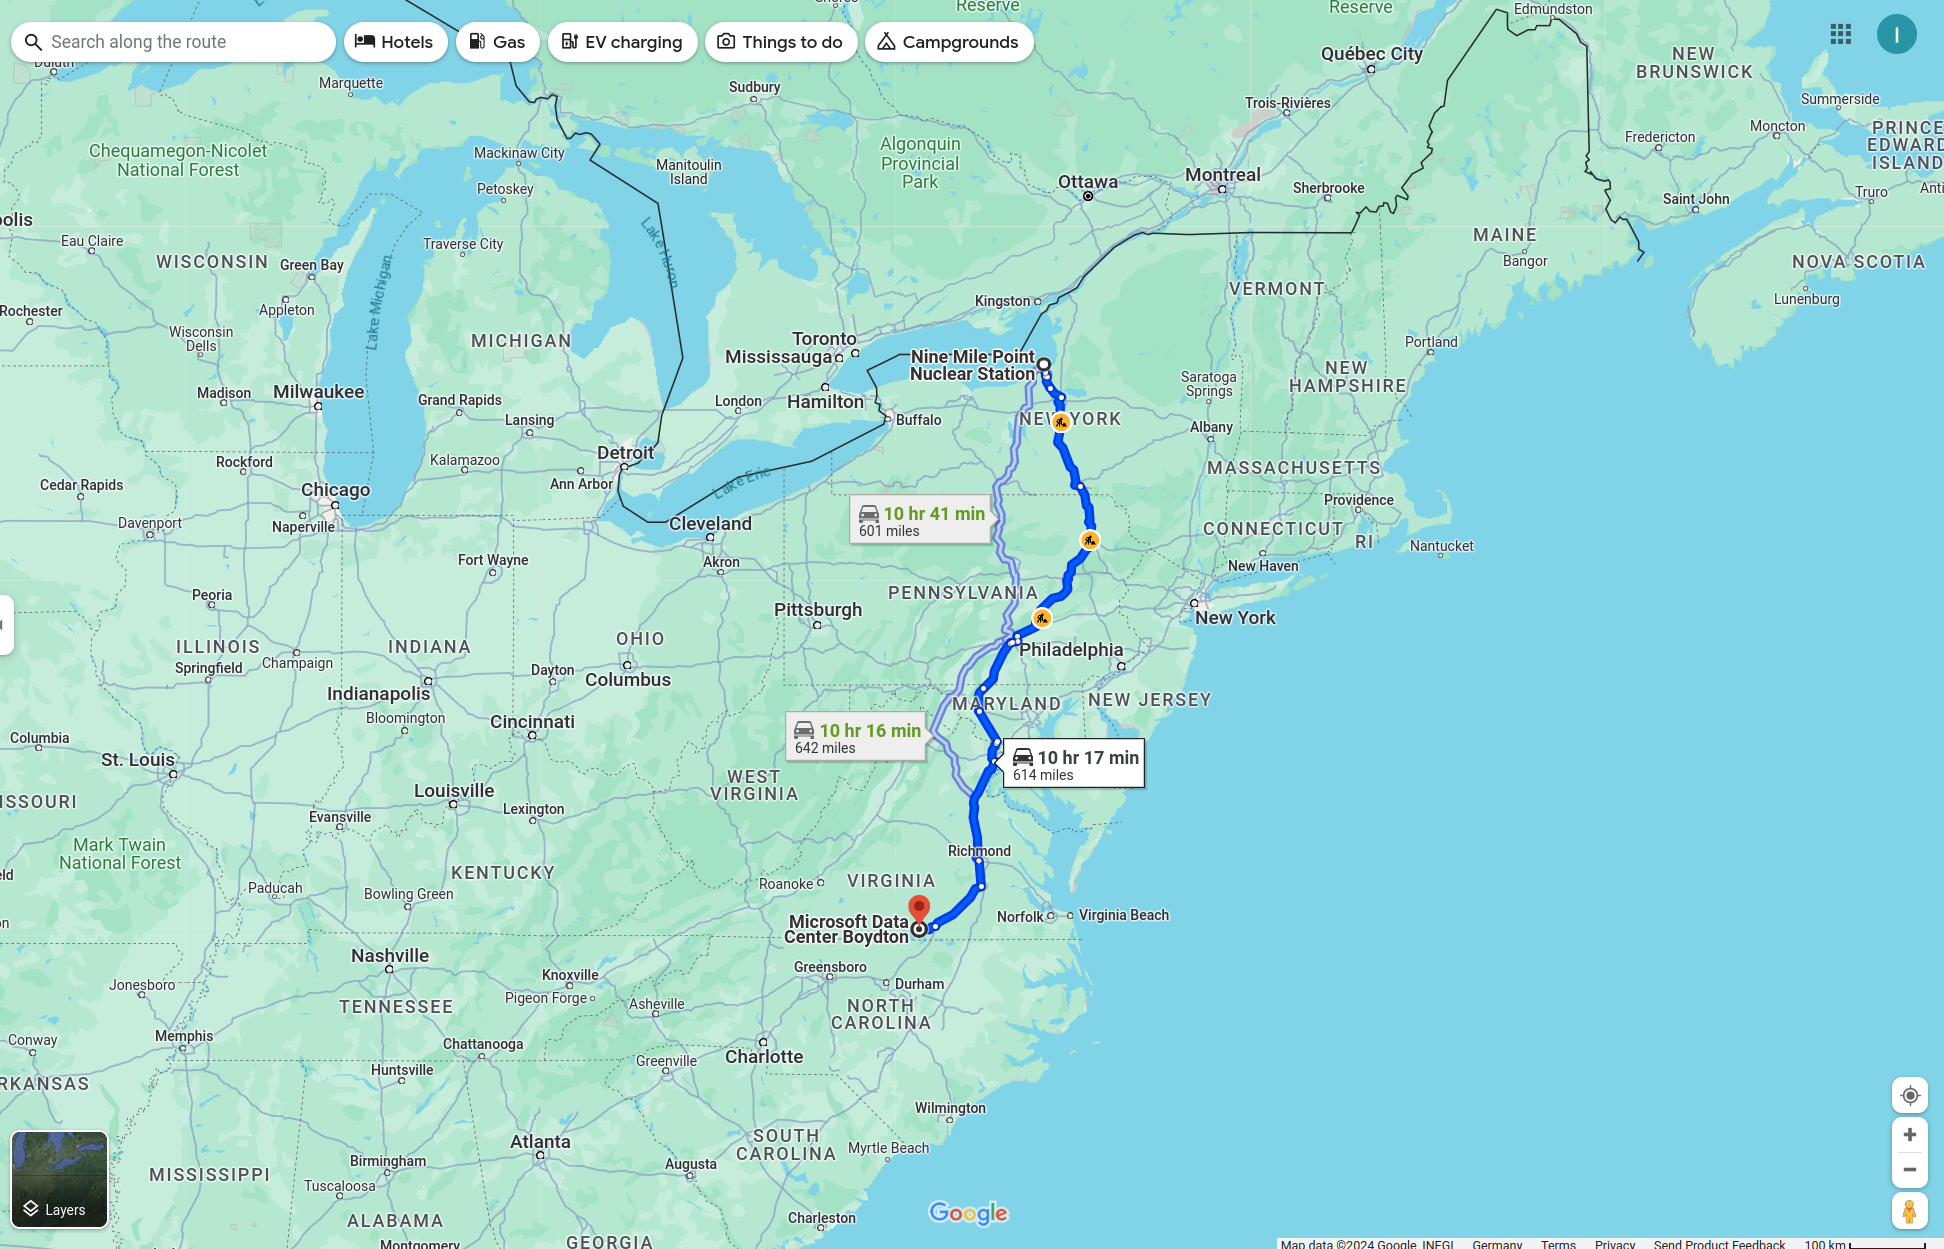 Search along the route
Hotels
Gas
EV charging
Things to do
Campgrounds
Reserve
Reserve
Edmundston
Québec City
NEW
BRUNSWICK
Duluth
Marquette
Sudbury
Trois-Rivières
Summerside
PRINCE
EDWARD
ISLAND
Moncton
Fredericton
Chequamegon-Nicolet
National Forest
Mackinaw City
Manitoulin
Island
Algonquin
Provincial
Park
Ottawa
Montreal
Sherbrooke
Saint John
Truro
Petoskey
Eau Claire
Traverse City
WISCONSIN
Green Bay
Lake Huron
Lake Michigan
MAINE
Bangor
NOVA SCOTIA
Lunenburg
VERMONT
Kingston
Rochester
Appleton
Wisconsin
Dells
MICHIGAN
Toronto
Mississauga
Nine Mile Point
Nuclear Station
Portland
NEW
HAMPSHIRE
Saratoga
Springs
Madison
Milwaukee
Grand Rapids
London
Hamilton
Lansing
Buffalo
NEW YORK
Albany
Detroit
Rockford
Kalamazoo
Lake Erie
MASSACHUSETTS
Cedar Rapids
Chicago
Ann Arbor
Providence
Davenport
Naperville
Cleveland
10 hr 41 min
601 miles
CONNECTICUT
RI
Nantucket
Fort Wayne
Akron
New Haven
Peoria
Pittsburgh
PENNSYLVANIA
New York
ILLINOIS
INDIANA
OHIO
Philadelphia
Springfield
Champaign
Dayton
Columbus
Indianapolis
MARYLAND
NEW JERSEY
Bloomington
Cincinnati
10 hr 16 min
642 miles
Columbia
St. Louis
10 hr 17 min
614 miles
WEST
VIRGINIA
Louisville
Lexington
Evansville
Mark Twain
National Forest
Richmond
KENTUCKY
Paducah
Bowling Green
Roanoke
VIRGINIA
Microsoft Data
Center Boydton
Norfolk
Virginia Beach
Nashville
Greensboro
Durham
Jonesboro
Knoxville
Pigeon Forge
Asheville
TENNESSEE
NORTH
CAROLINA
Conway
Memphis
Chattanooga
Charlotte
Huntsville
Greenville
Wilmington
Atlanta
SOUTH
CAROLINA
Myrtle Beach
MISSISSIPPI
Birmingham
Augusta
Tuscaloosa
Layers
ALABAMA
Charleston
Google
Montgomery
GEORGIA
Map data ©2024 Google, INEGI
Germany
Terms
Privacy
Send Product Feedback
100 km